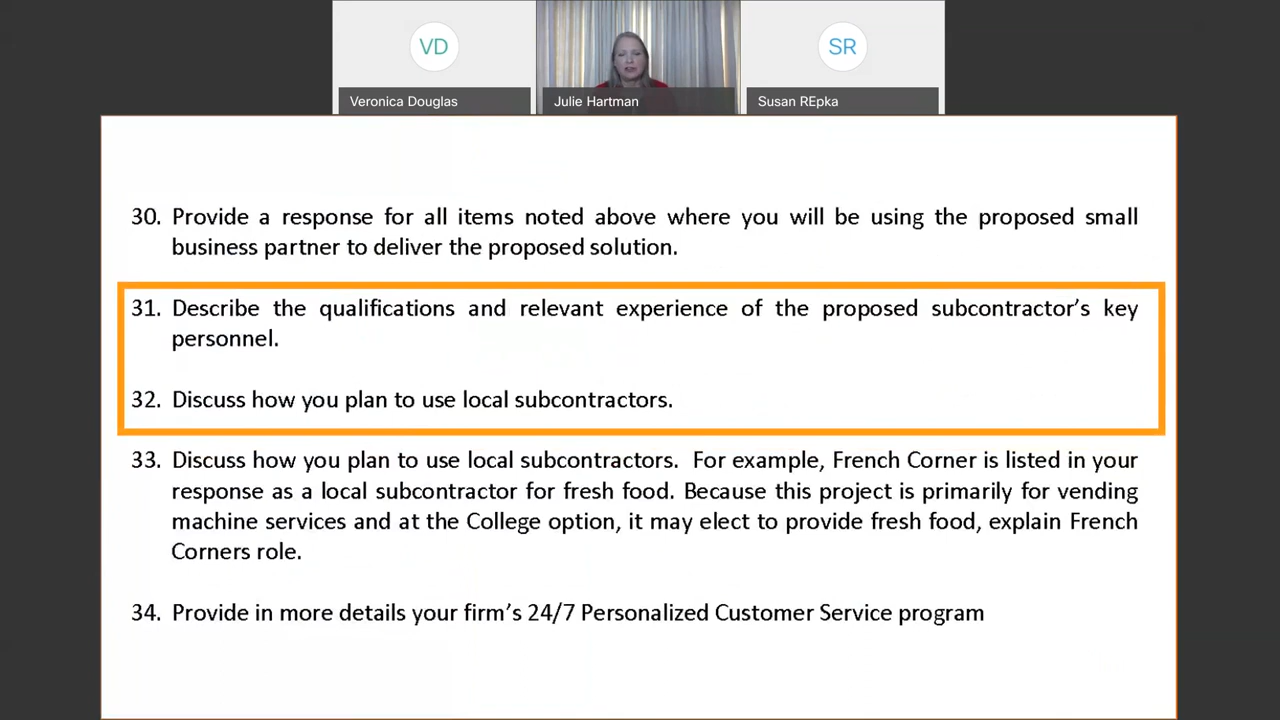 VD
SR
Veronica Douglas
Julie Hartman
Susan REpka
30. Provide a response for all items noted above where you will be using the proposed small
business partner to deliver the proposed solution.
31. Describe the qualifications and relevant experience of the proposed subcontractor's key
personnel.
32. Discuss how you plan to use local subcontractors.
33. Discuss how you plan to use local subcontractors. For example, French Corner is listed in your
response as a local subcontractor for fresh food. Because this project is primarily for vending
machine services and at the College option, it may elect to provide fresh food, explain French
Corners role.
34. Provide in more details your firm's 24/7 Personalized Customer Service program